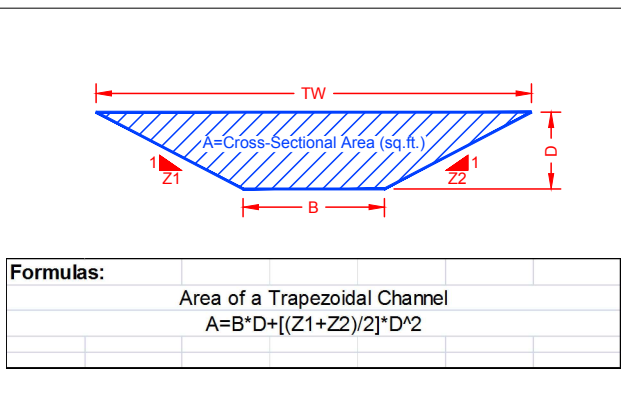 TW
A=Cross-Sectional Area (sq.ft.)
D
1
Z1
1
Z2
B
Formulas:
Area of a Trapezoidal Channel
A=B*D+[(Z1+Z2)/2]*D^2